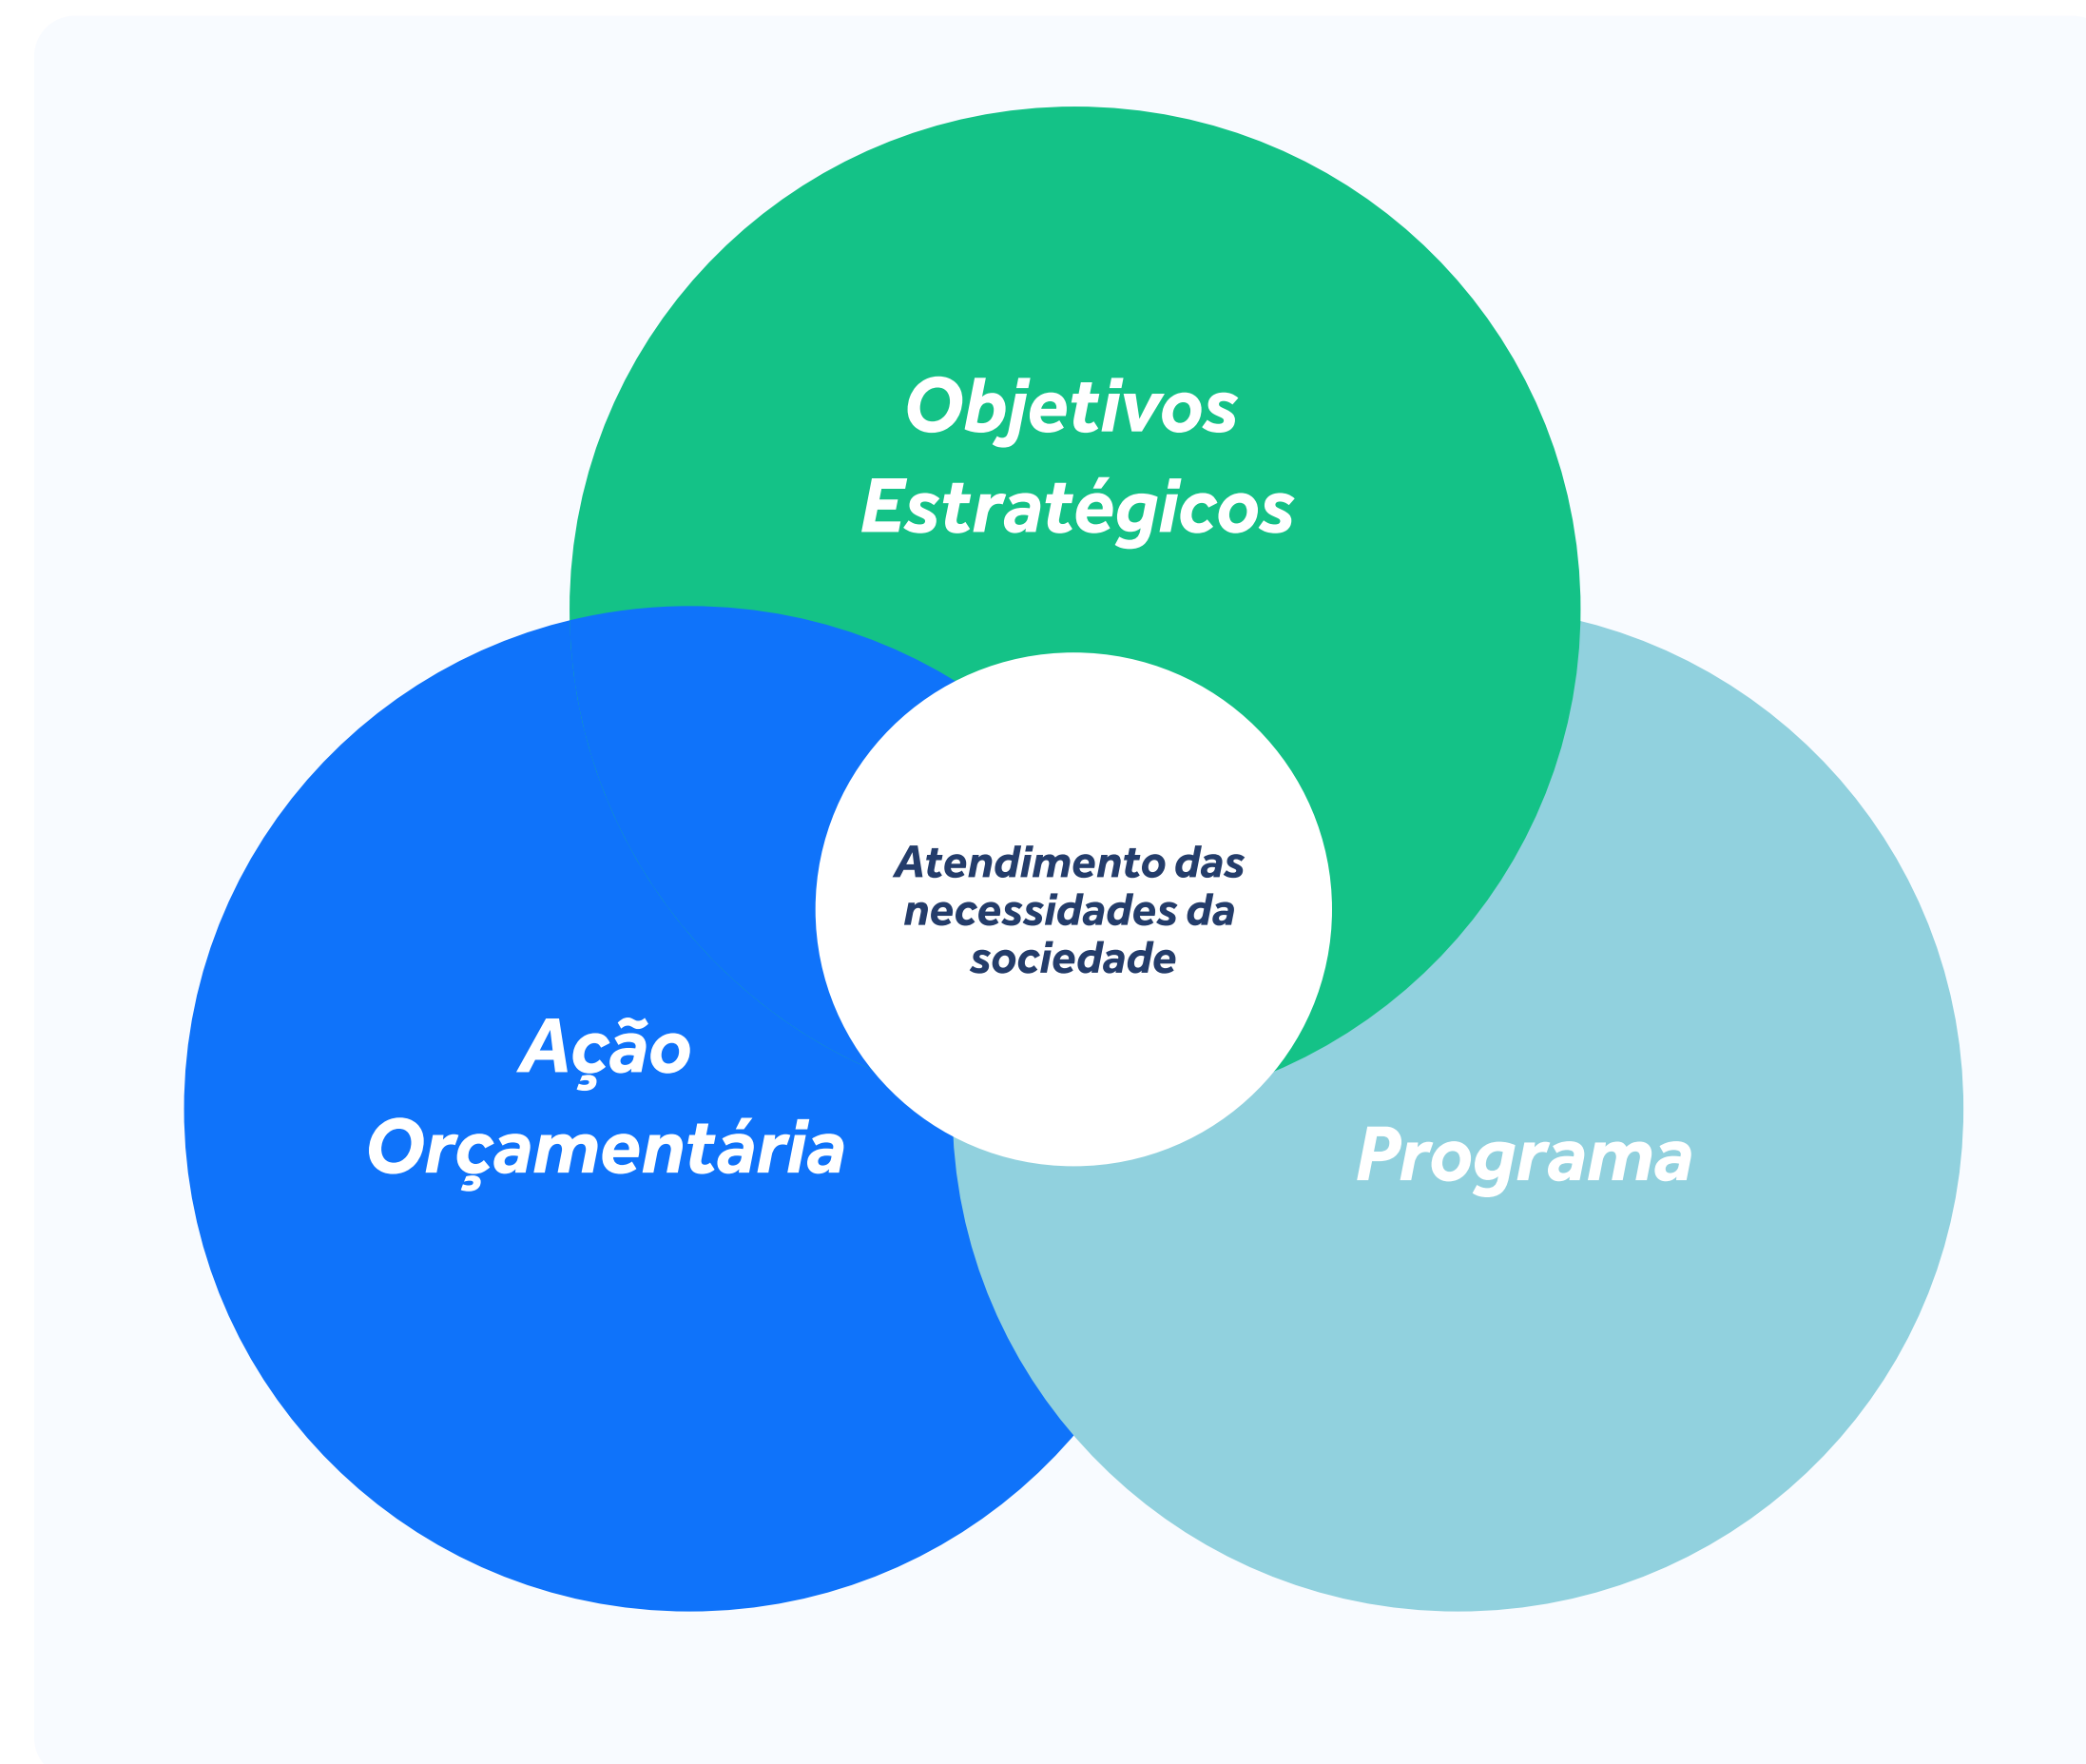 Objetivos
Estratégicos
Atendimento das
necessidades da
sociedade
Ação
Orçamentária
Programa